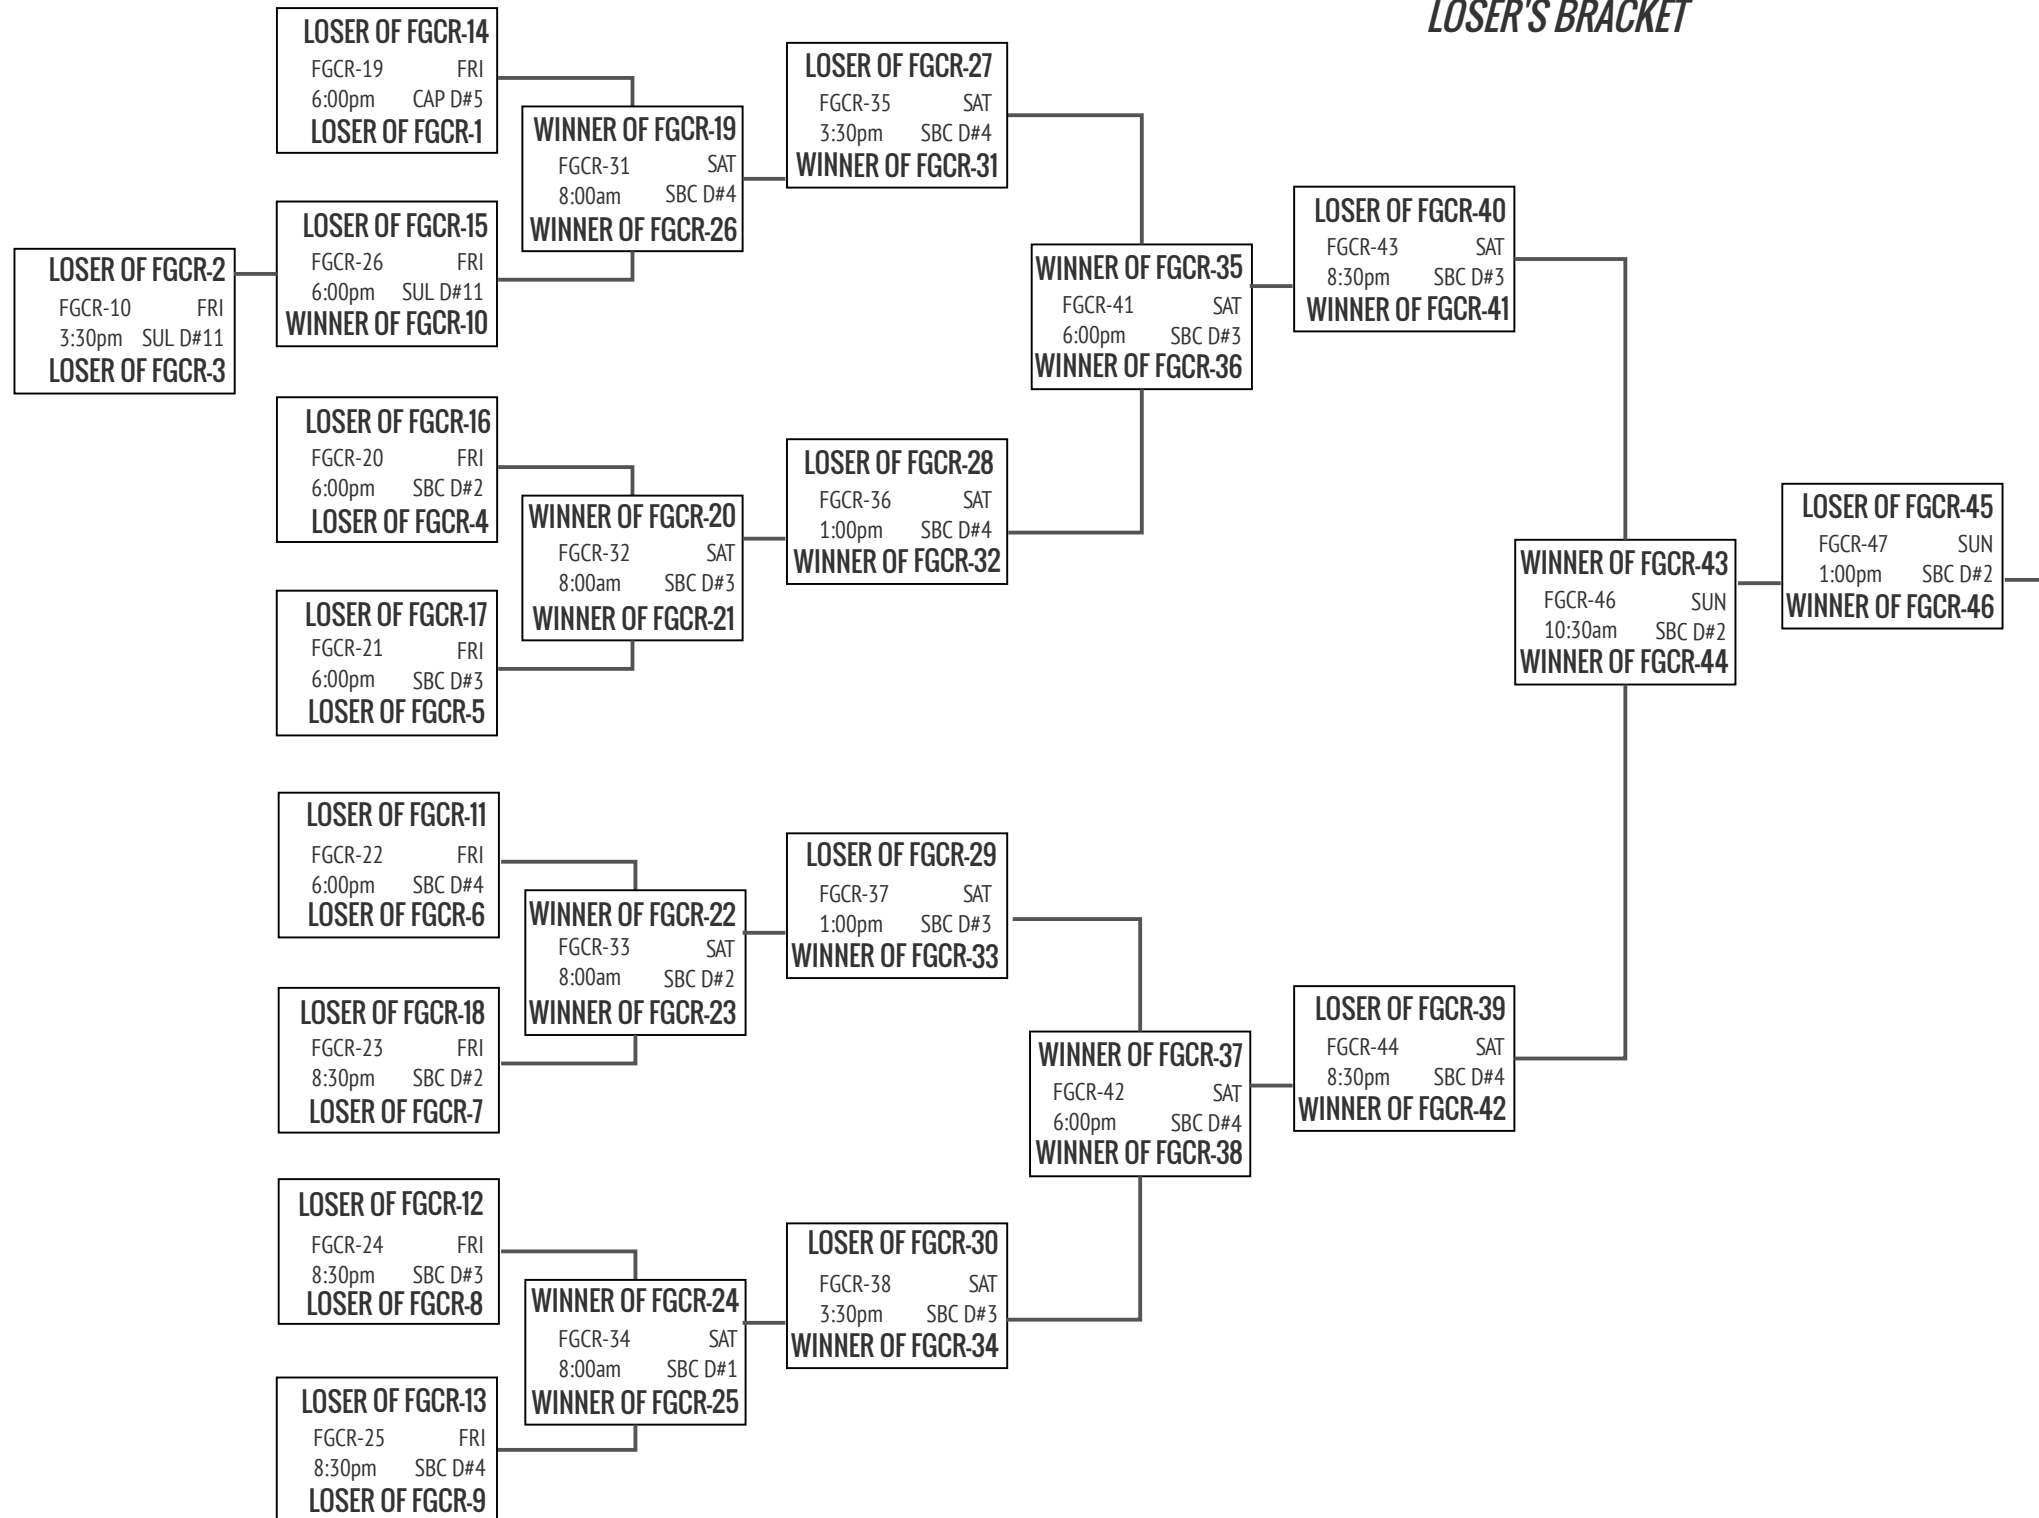 LOSER'S BRACKET
LOSER OF FGCR-2
FGCR-10 FRI
3:30pm SUL D#11
LOSER OF FGCR-3
LOSER OF FGCR-14
FGCR-19 FRI
6:00pm CAP D#5
LOSER OF FGCR-1
LOSER OF FGCR-15
FGCR-26 FRI
6:00pm SUL D#11
WINNER OF FGCR-10
LOSER OF FGCR-16
FGCR-20 FRI
6:00pm SBC D#2
LOSER OF FGCR-4
LOSER OF FGCR-17
FGCR-21 FRI
6:00pm SBC D#3
LOSER OF FGCR-5
LOSER OF FGCR-11
FGCR-22 FRI
6:00pm SBC D#4
LOSER OF FGCR-6
LOSER OF FGCR-18
FGCR-23 FRI
8:30pm SBC D#2
LOSER OF FGCR-7
LOSER OF FGCR-12
FGCR-24 FRI
8:30pm SBC D#3
LOSER OF FGCR-8
LOSER OF FGCR-13
FGCR-25 FRI
8:30pm SBC D#4
LOSER OF FGCR-9
WINNER OF FGCR-19
FGCR-31 SAT
8:00am SBC D#4
WINNER OF FGCR-26
WINNER OF FGCR-20
FGCR-32 SAT
8:00am SBC D#3
WINNER OF FGCR-21
WINNER OF FGCR-22
FGCR-33 SAT
8:00am SBC D#2
WINNER OF FGCR-23
WINNER OF FGCR-24
FGCR-34 SAT
8:00am SBC D#1
WINNER OF FGCR-25
LOSER OF FGCR-27
FGCR-35 SAT
3:30pm SBC D#4
WINNER OF FGCR-31
LOSER OF FGCR-28
FGCR-36 SAT
1:00pm SBC D#4
WINNER OF FGCR-32
LOSER OF FGCR-29
FGCR-37 SAT
1:00pm SBC D#3
WINNER OF FGCR-33
LOSER OF FGCR-30
FGCR-38 SAT
3:30pm SBC D#3
WINNER OF FGCR-34
WINNER OF FGCR-35
FGCR-41 SAT
6:00pm SBC D#3
WINNER OF FGCR-36
WINNER OF FGCR-37
FGCR-42 SAT
6:00pm SBC D#4
WINNER OF FGCR-38
LOSER OF FGCR-40
FGCR-43 SAT
8:30pm SBC D#3
WINNER OF FGCR-41
LOSER OF FGCR-39
FGCR-44 SAT
8:30pm SBC D#4
WINNER OF FGCR-42
WINNER OF FGCR-43
FGCR-46 SUN
10:30am SBC D#2
WINNER OF FGCR-44
LOSER OF FGCR-45
FGCR-47 SUN
1:00pm SBC D#2
WINNER OF FGCR-46